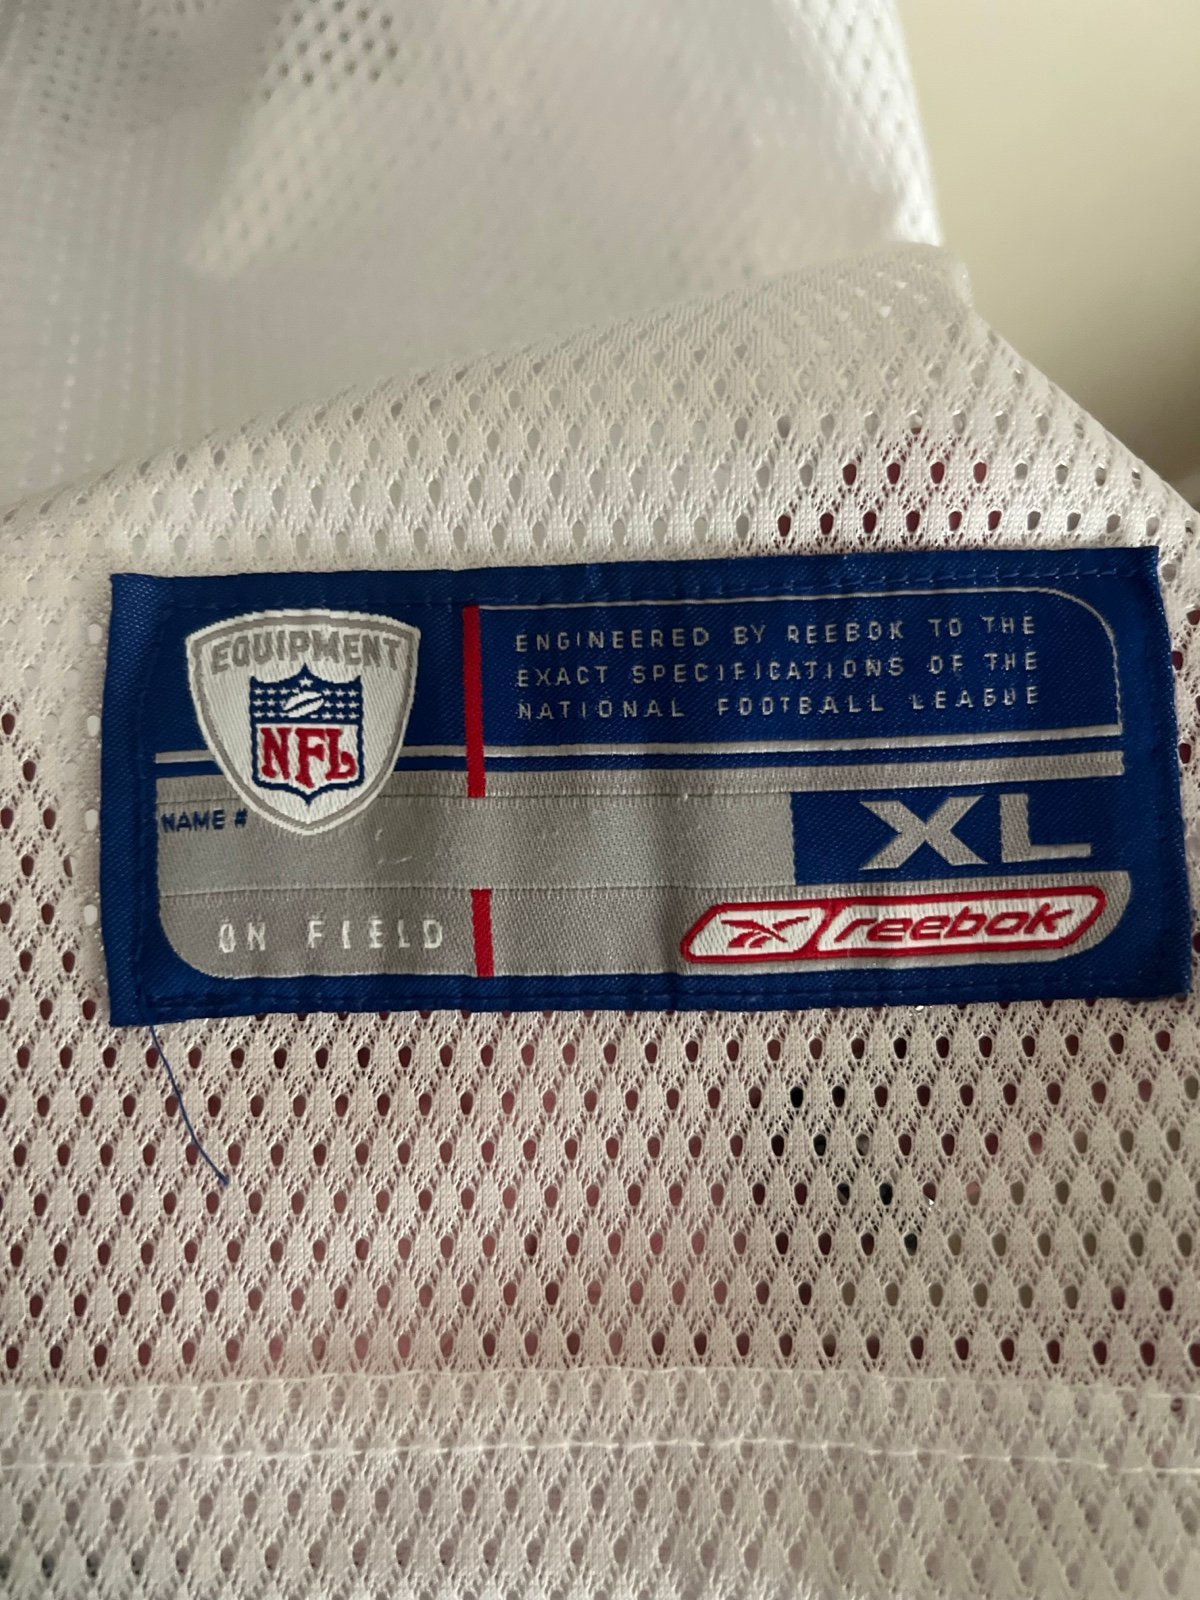 EQUIPMENT
NFL
ENGINEERED BY REEBOK TO THE
EXACT SPECIFICATIONS OF THE
NATIONAL FOOTBALL LEAGUE
NAME #
XL
ON FIELD
reebok